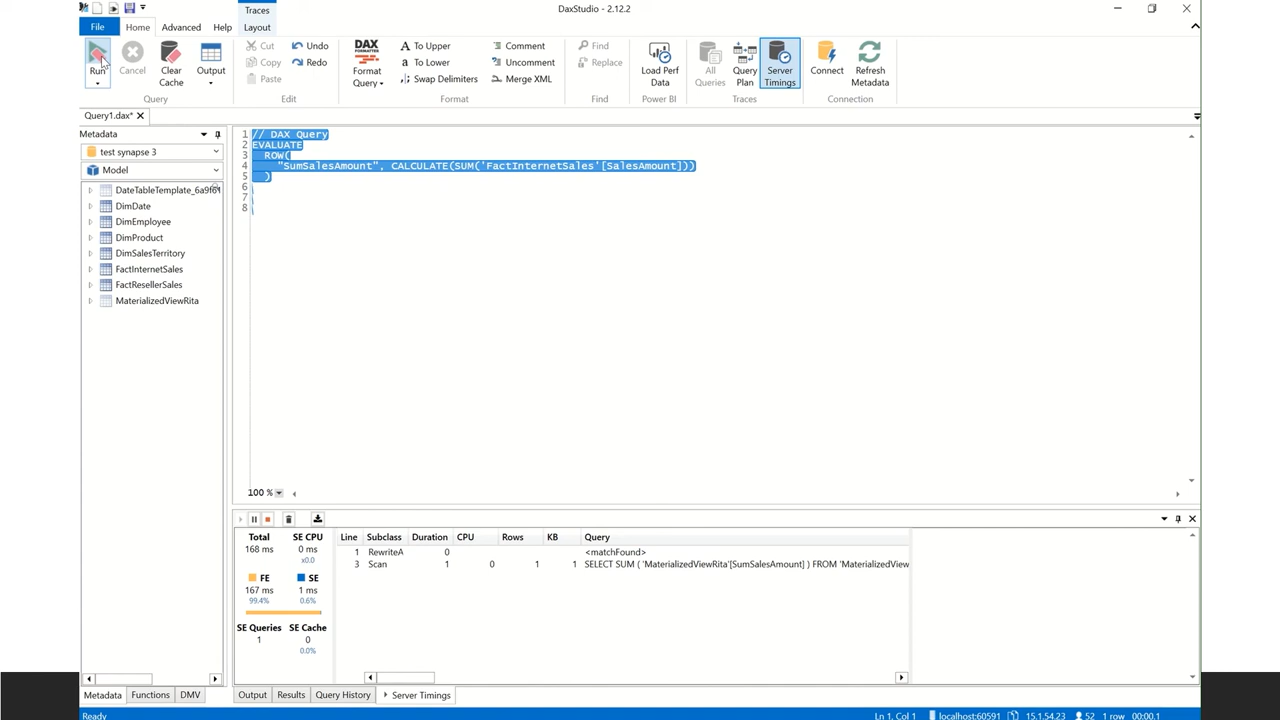 DaxStudio - 2.12.2
Traces
File Home Advanced Help Layout
Run
Cancel
Clear Cache
Output
Cut
Copy
Paste
Undo
Redo
DAX FORMATTER
Format Query
To Upper
To Lower
Swap Delimiters
Comment
Uncomment
Merge XML
Find
Replace
Load Perf Data
All Queries
Query Plan
Server Timings
Connect
Refresh Metadata
Query Edit Format Find Power BI Traces Connection
Query1.dax*
Metadata
test synapse 3
Model
DateTableTemplate_6a9f61
DimDate
DimEmployee
DimProduct
DimSalesTerritory
FactInternetSales
FactResellerSales
MaterializedViewRita
1 // DAX Query
2 EVALUATE
3 ROW(
4 "SumSalesAmount", CALCULATE(SUM('FactInternetSales'[SalesAmount]))
5 )
6
7
8
100 %
Total SE CPU
168 ms 0 ms
x0.0
FE SE
167 ms 1 ms
99.4% 0.6%
SE Queries SE Cache
1 0
0.0%
Line Subclass Duration CPU Rows KB Query
1 RewriteA 0 <matchFound>
3 Scan 1 0 1 1 SELECT SUM ( 'MaterializedViewRita'[SumSalesAmount] ) FROM 'MaterializedView
Metadata Functions DMV
Output Results Query History Server Timings
Ready Ln 1, Col 1 localhost:60591 15.1.54.23 52 1 row 00:00.1